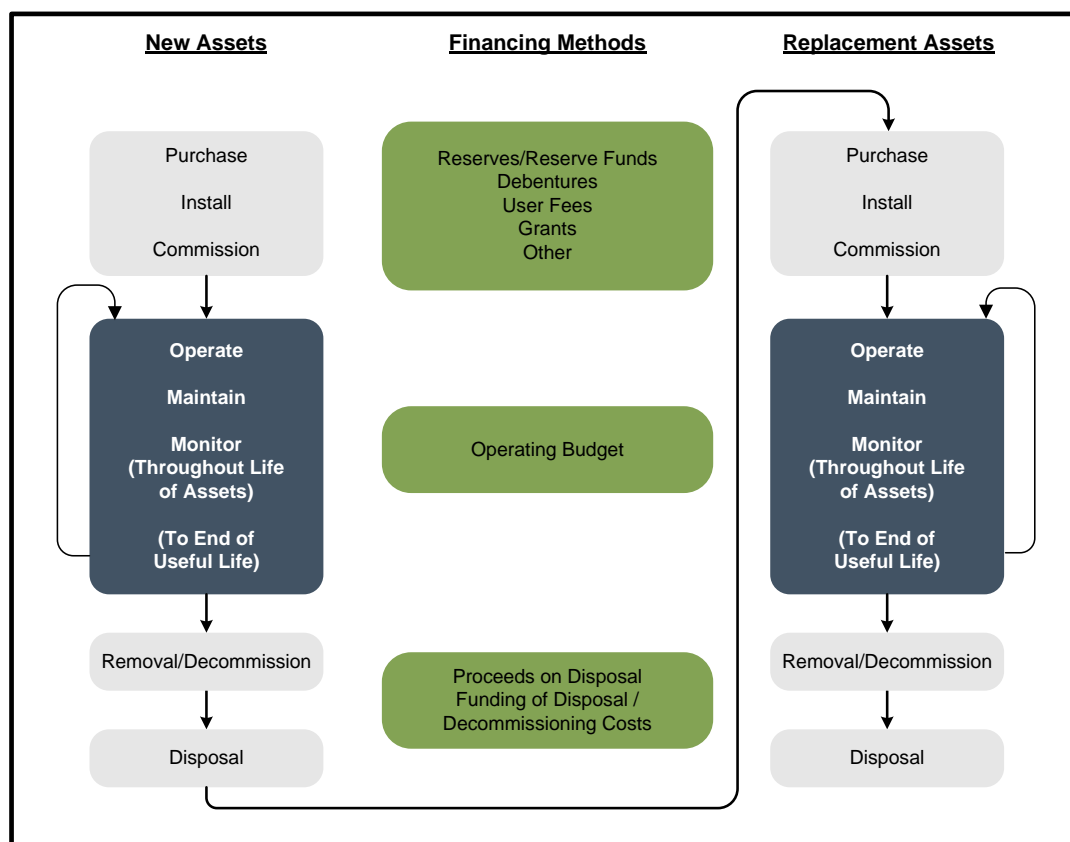 New Assets
Financing Methods
Replacement Assets
Purchase
Install
Commission
Reserves/Reserve Funds
Debentures
User Fees
Grants
Other
Purchase
Install
Commission
Operate
Maintain
Monitor
(Throughout Life
of Assets)
(To End of
Useful Life)
Operating Budget
Operate
Maintain
Monitor
(Throughout Life
of Assets)
(To End of
Useful Life)
Removal/Decommission
Proceeds on Disposal
Funding of Disposal /
Decommissioning Costs
Removal/Decommission
Disposal
Disposal